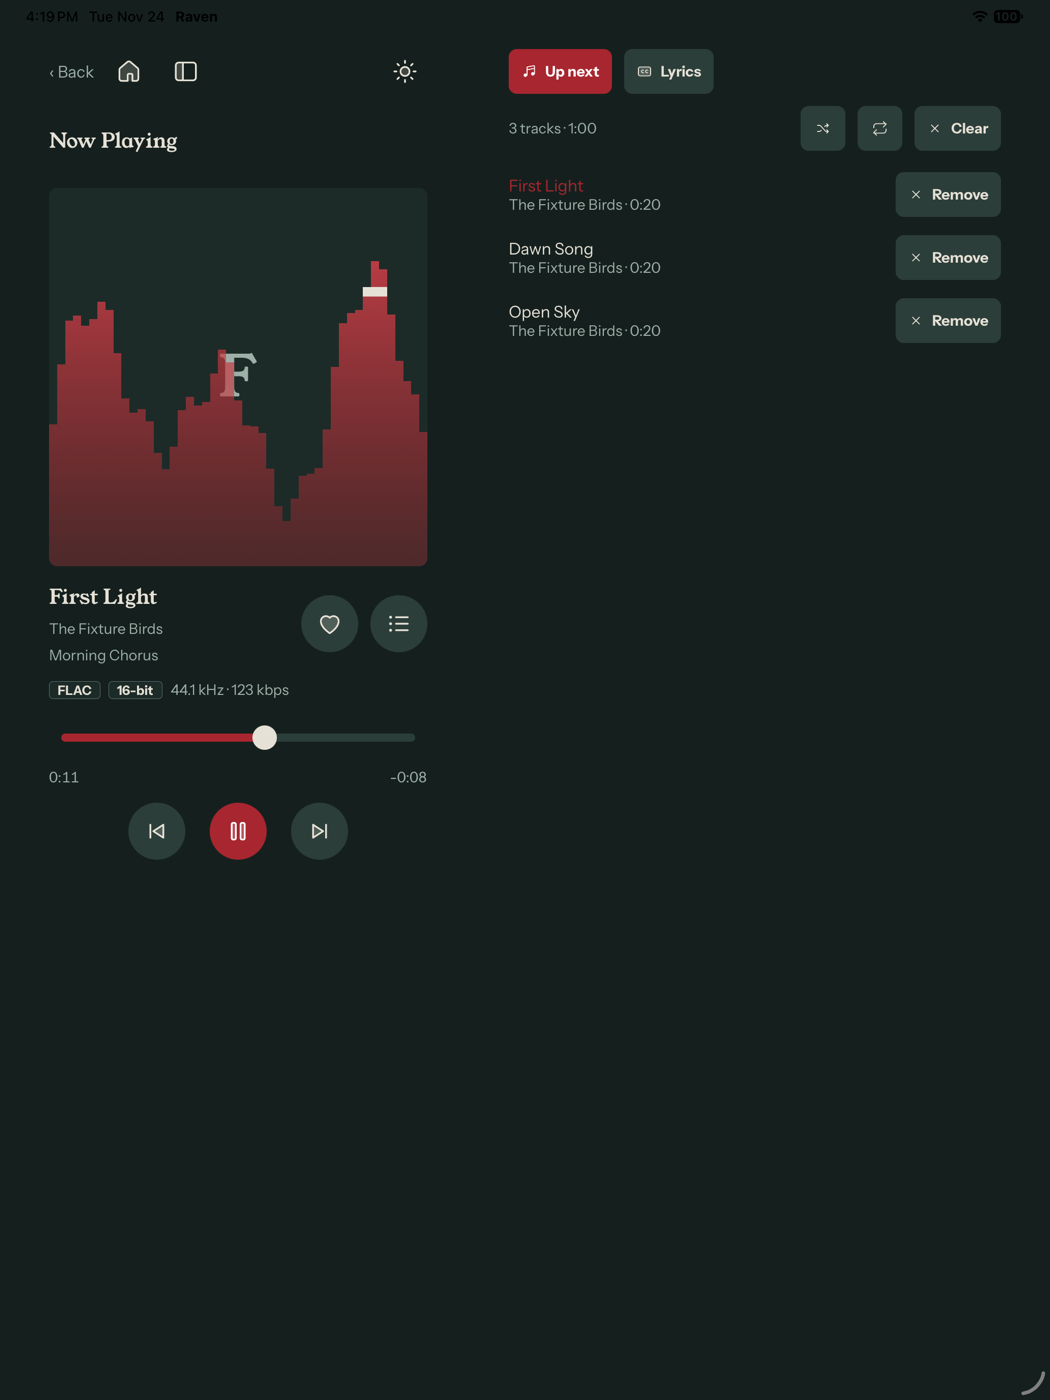 4:19 PM Tue Nov 24 Raven
100
‹ Back
Now Playing
F
First Light
The Fixture Birds
Morning Chorus
FLAC 16-bit 44.1 kHz · 123 kbps
0:11 -0:08
Up next Lyrics
3 tracks · 1:00 Clear
First Light
The Fixture Birds · 0:20
Remove
Dawn Song
The Fixture Birds · 0:20
Remove
Open Sky
The Fixture Birds · 0:20
Remove